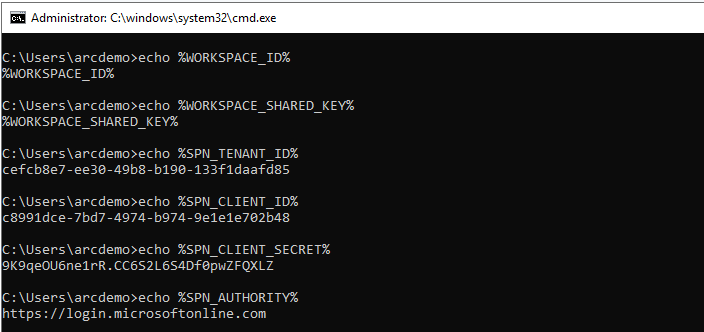 Administrator: C:\windows\system32\cmd.exe
C:\Users\arcdemo>echo %WORKSPACE_ID%
%WORKSPACE_ID%
C:\Users\arcdemo>echo %WORKSPACE_SHARED_KEY%
%WORKSPACE_SHARED_KEY%
C:\Users\arcdemo>echo %SPN_TENANT_ID%
cefcb8e7-ee30-49b8-b190-133f1daafd85
C:\Users\arcdemo>echo %SPN_CLIENT_ID%
c8991dce-7bd7-4974-b974-9e1e1e702b48
C:\Users\arcdemo>echo %SPN_CLIENT_SECRET%
9K9qeOU6ne1rR.CC6S2L6S4Df0pwZFQXLZ
C:\Users\arcdemo>echo %SPN_AUTHORITY%
https://login.microsoftonline.com